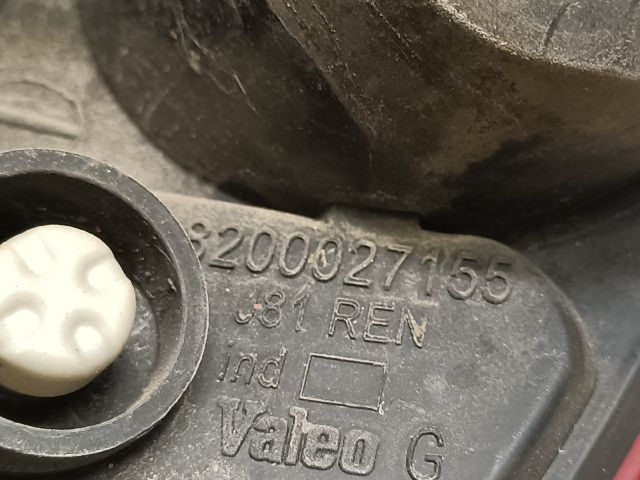 8200027155
J81 REN
ind
Valeo G